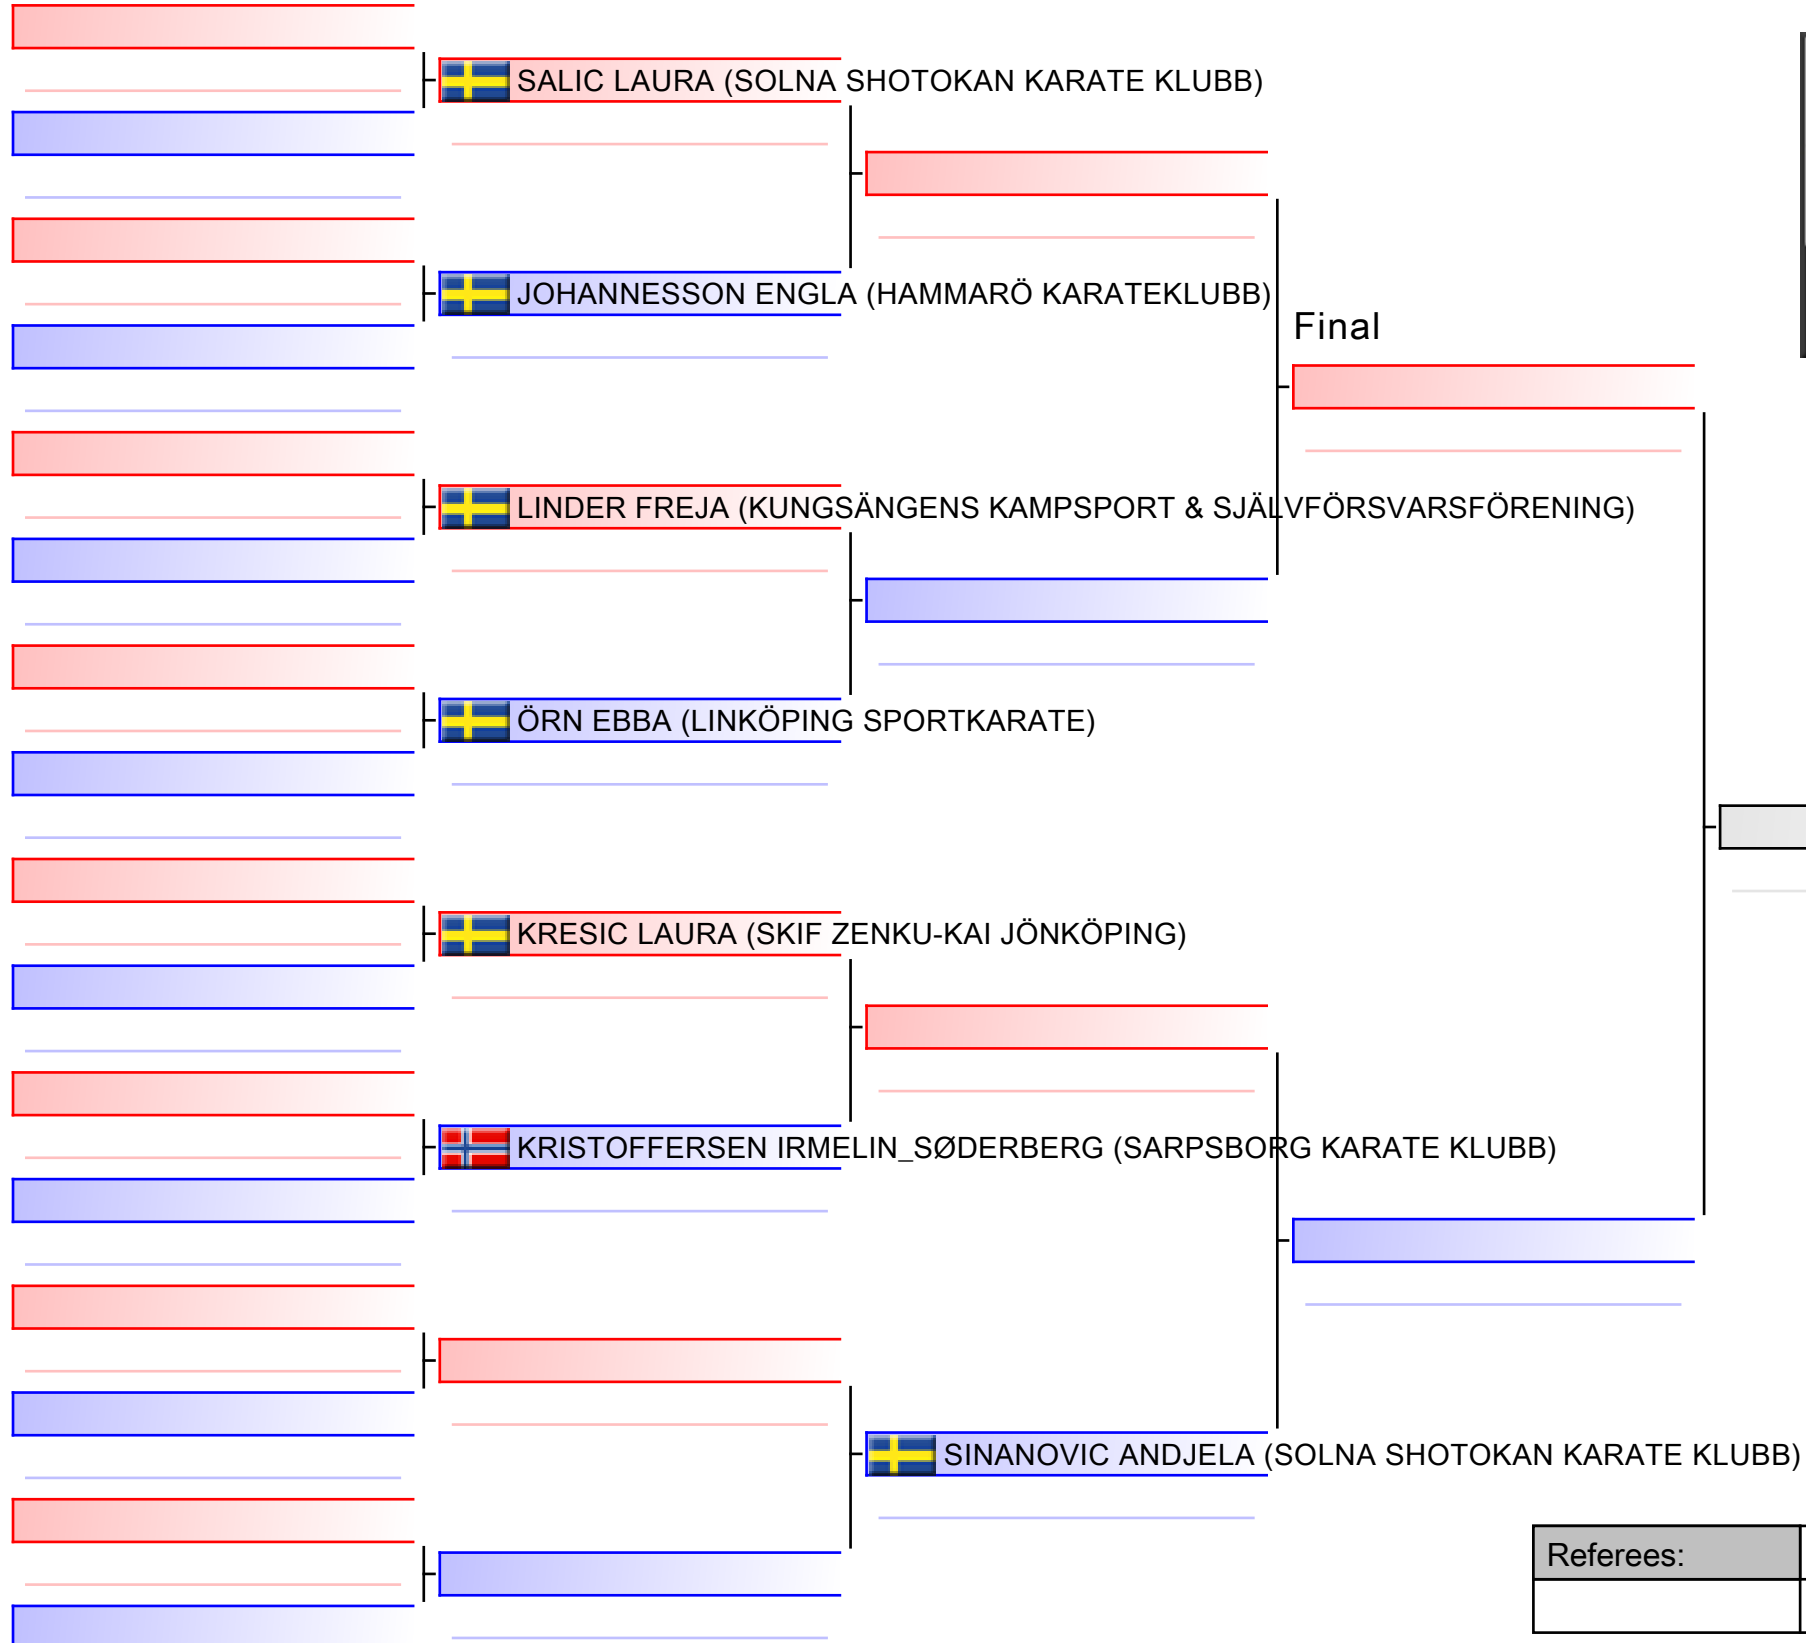 SALIC LAURA (SOLNA SHOTOKAN KARATE KLUBB)
JOHANNESSON ENGLA (HAMMARÖ KARATEKLUBB)
Final
LINDER FREJA (KUNGSÄNGENS KAMPSPORT & SJÄLVFÖRSVARSFÖRENING)
ÖRN EBBA (LINKÖPING SPORTKARATE)
KRESIC LAURA (SKIF ZENKU-KAI JÖNKÖPING)
KRISTOFFERSEN IRMELIN_SØDERBERG (SARPSBORG KARATE KLUBB)
SINANOVIC ANDJELA (SOLNA SHOTOKAN KARATE KLUBB)
Referees: